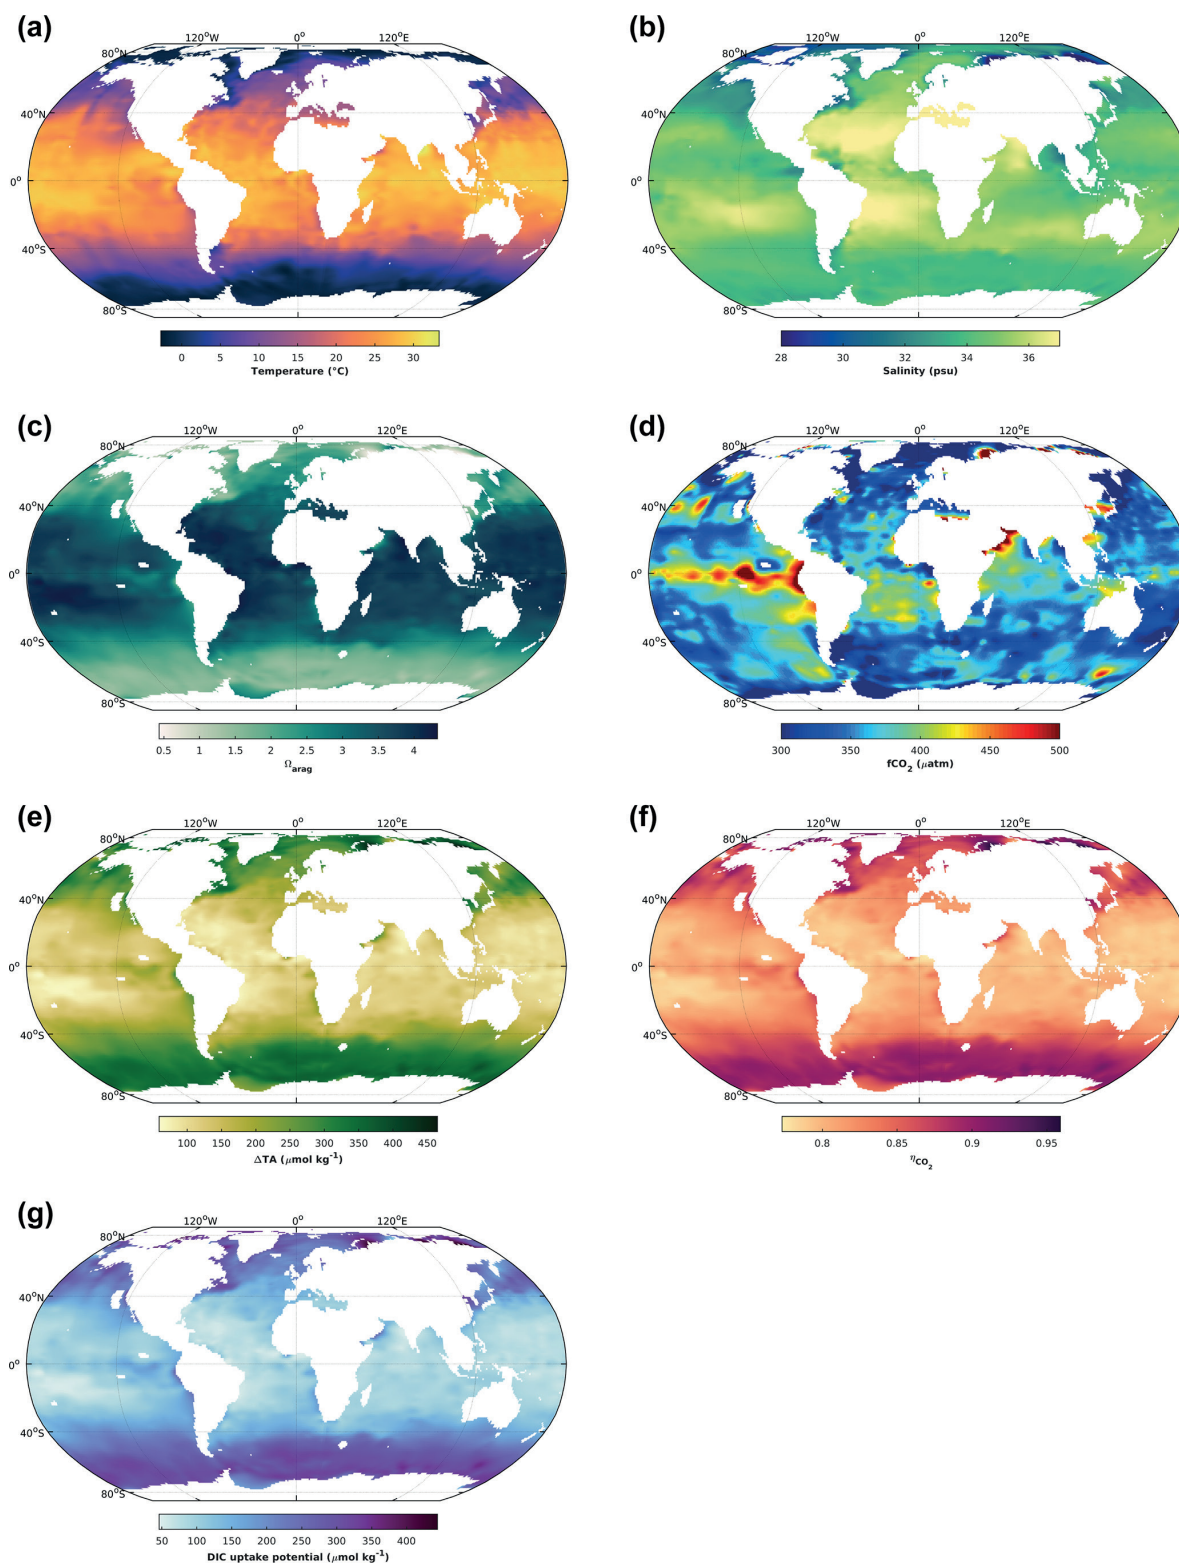 (a)
120°W 0° 120°E
80°N
40°N
0°
40°S
80°S
0 5 10 15 20 25 30
Temperature (°C)
(b)
120°W 0° 120°E
80°N
40°N
0°
40°S
80°S
28 30 32 34 36
Salinity (psu)
(c)
120°W 0° 120°E
80°N
40°N
0°
40°S
80°S
0.5 1 1.5 2 2.5 3 3.5 4
Ωarag
(d)
120°W 0° 120°E
80°N
40°N
0°
40°S
80°S
300 350 400 450 500
fCO₂ (μatm)
(e)
120°W 0° 120°E
80°N
40°N
0°
40°S
80°S
100 150 200 250 300 350 400 450
ΔTA (μmol kg⁻¹)
(f)
120°W 0° 120°E
80°N
40°N
0°
40°S
80°S
0.8 0.85 0.9 0.95
ηCO₂
(g)
120°W 0° 120°E
80°N
40°N
0°
40°S
80°S
50 100 150 200 250 300 350 400
DIC uptake potential (μmol kg⁻¹)